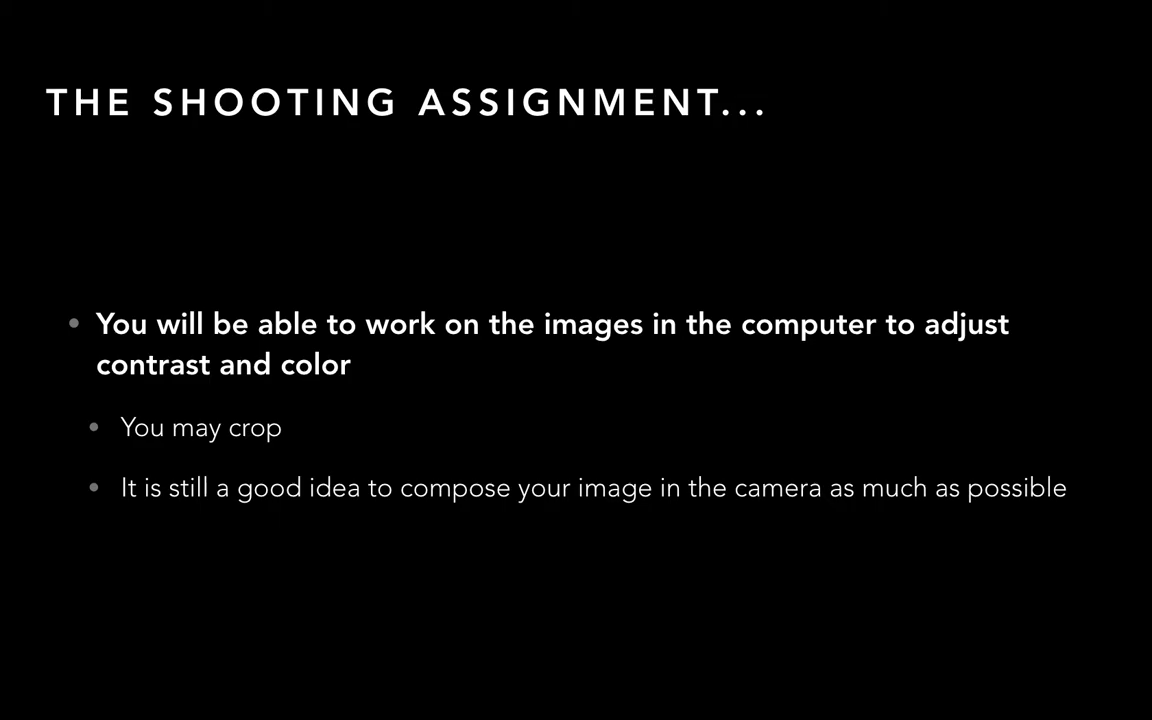 THE SHOOTING ASSIGNMENT...
• You will be able to work on the images in the computer to adjust
contrast and color
• You may crop
• It is still a good idea to compose your image in the camera as much as possible